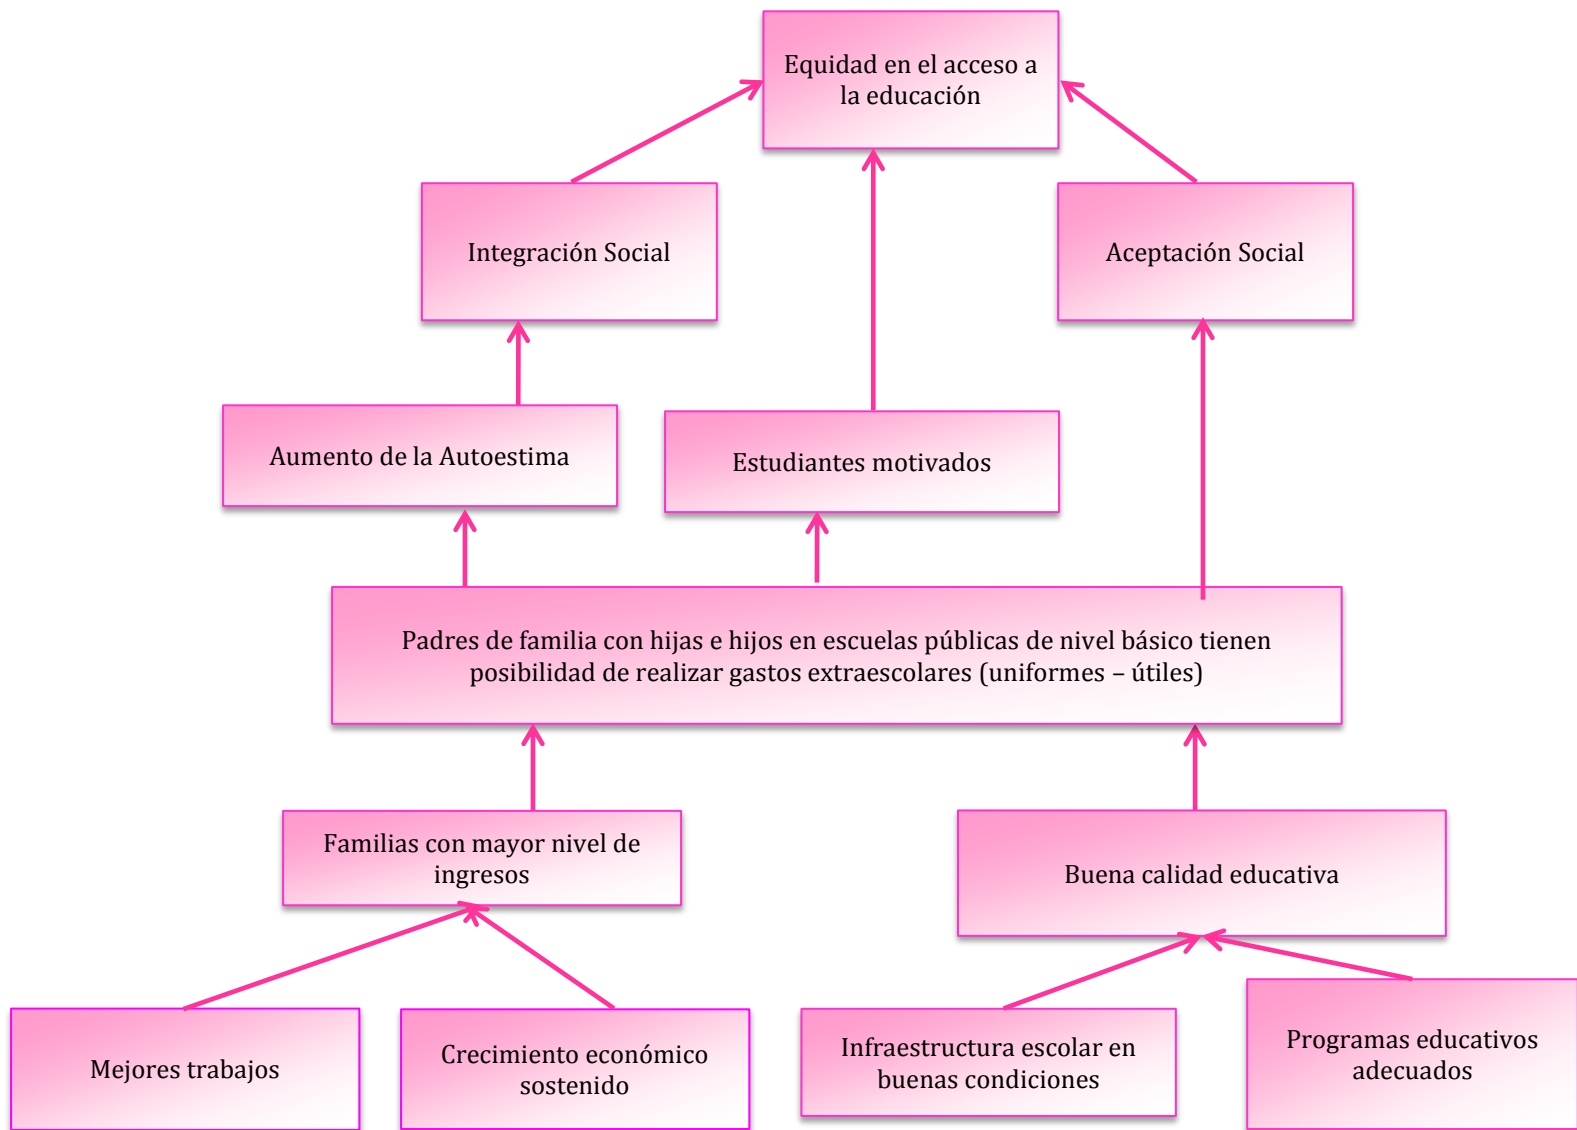 Equidad en el acceso a
la educación
Integración Social
Aceptación Social
Aumento de la Autoestima
Estudiantes motivados
Padres de familia con hijas e hijos en escuelas públicas de nivel básico tienen
posibilidad de realizar gastos extraescolares (uniformes – útiles)
Familias con mayor nivel de
ingresos
Buena calidad educativa
Mejores trabajos
Crecimiento económico
sostenido
Infraestructura escolar en
buenas condiciones
Programas educativos
adecuados